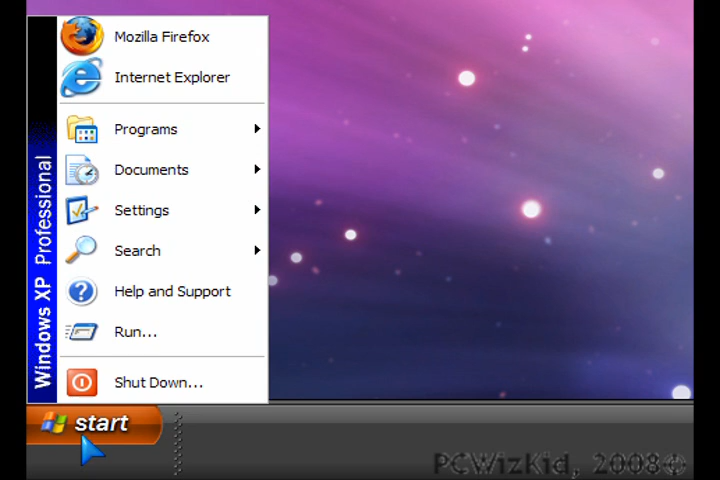 Mozilla Firefox
Internet Explorer
Programs
Documents
Settings
Search
Help and Support
Run...
Shut Down...
Windows XP Professional
start
PCWizKid, 2008©